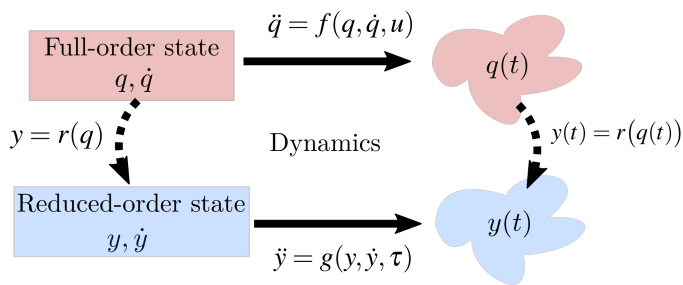 q̈ = f(q, q̇, u)
Full-order state
q, q̇
q(t)
y = r(q)
Dynamics
y(t) = r(q(t))
Reduced-order state
y, ẏ
y(t)
ÿ = g(y, ẏ, τ)